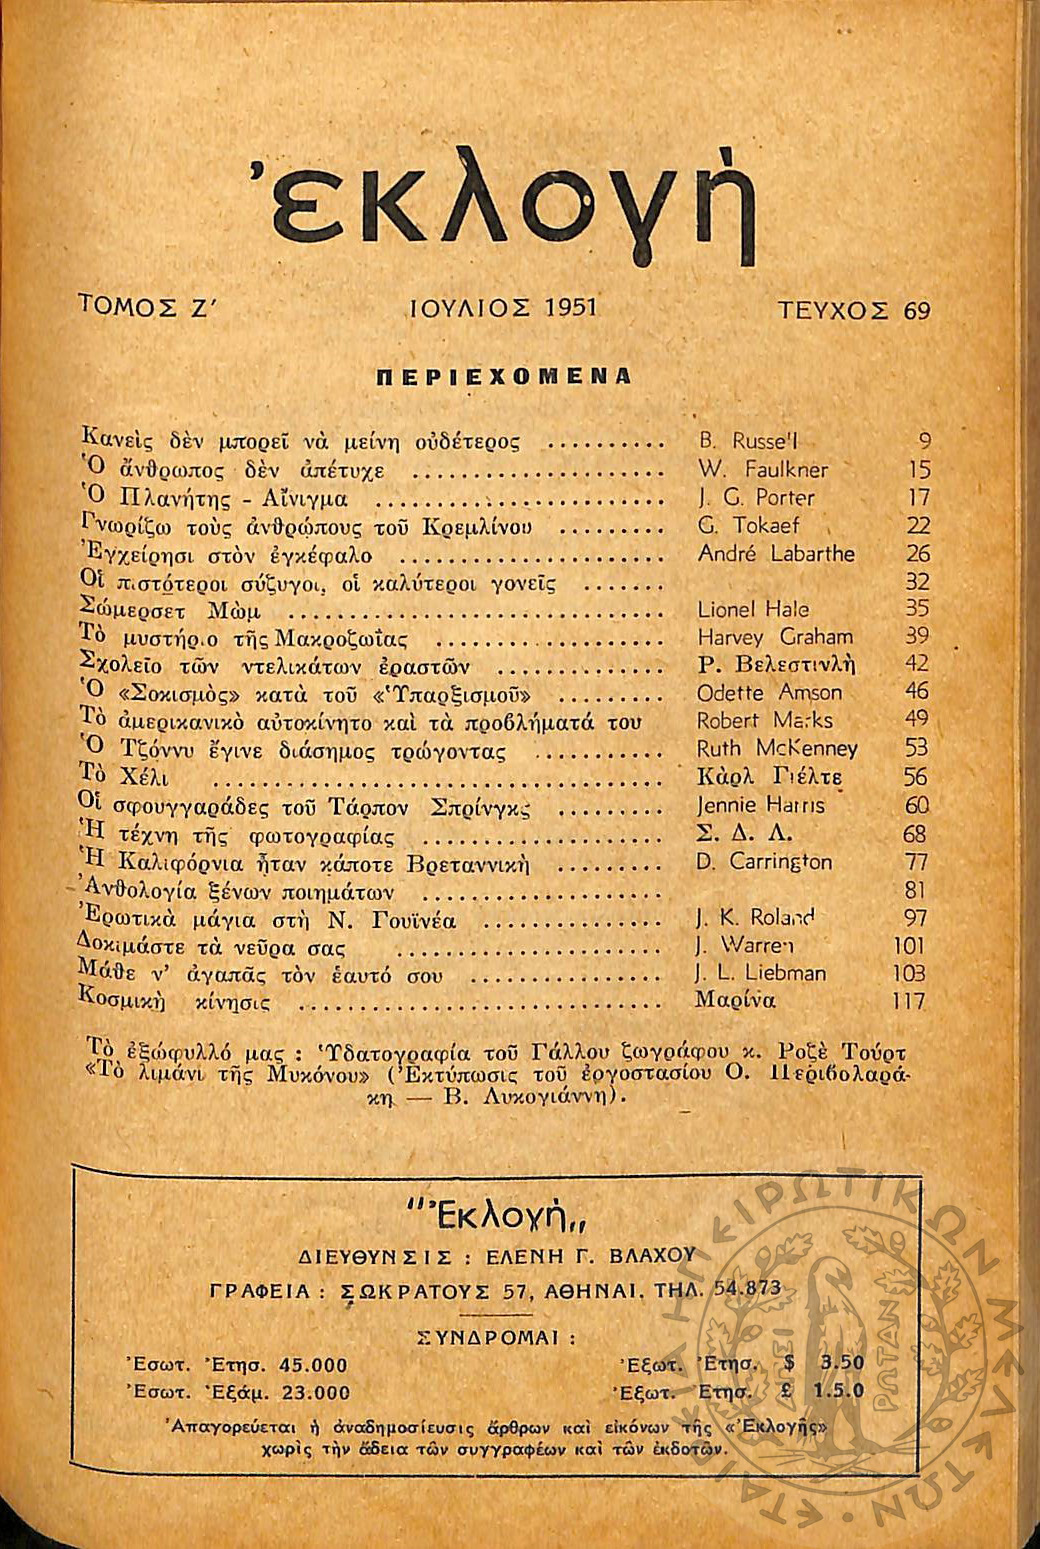 ἐκλογή
ΤΟΜΟΣ Ζ′ ΙΟΥΛΙΟΣ 1951 ΤΕΥΧΟΣ 69
ΠΕΡΙΕΧΟΜΕΝΑ
Κανεὶς δὲν μπορεῖ νὰ μείνη οὐδέτερος .......... B. Russell 9
Ὁ ἄνθρωπος δὲν ἀπέτυχε ..................... W. Faulkner 15
Ὁ Πλανήτης - Αἴνιγμα ........................ J. G. Porter 17
Γνωρίζω τοὺς ἀνθρώπους τοῦ Κρεμλίνου ......... G. Tokaef 22
Ἐγχείρησι στὸν ἐγκέφαλο ...................... André Labarthe 26
Οἱ πιστότεροι σύζυγοι, οἱ καλύτεροι γονεῖς ....... 32
Σώμερσετ Μὼμ ................................ Lionel Hale 35
Τὸ μυστήριο τῆς Μακροζωΐας ................... Harvey Graham 39
Σχολεῖο τῶν ντελικάτων ἐραστῶν .............. Ρ. Βελεστινλῆ 42
Ὁ «Σοκισμὸς» κατὰ τοῦ «Ὑπαρξισμοῦ» ......... Odette Amson 46
Τὸ ἀμερικανικὸ αὐτοκίνητο καὶ τὰ προβλήματά του Robert Marks 49
Ὁ Τζόννυ ἔγινε διάσημος τρώγοντας ........... Ruth McKenney 53
Τὸ Χέλι ...................................... Κὰρλ Γιέλτε 56
Οἱ σφουγγαράδες τοῦ Τάρπον Σπρίνγκς ......... Jennie Harris 60
Ἡ τέχνη τῆς φωτογραφίας .................... Σ. Δ. Λ. 68
Ἡ Καλιφόρνια ἦταν κάποτε Βρεταννικὴ ......... D. Carrington 77
Ἀνθολογία ξένων ποιημάτων .................... 81
Ἐρωτικὰ μάγια στὴ Ν. Γουϊνέα ............... J. K. Roland 97
Δοκιμάστε τὰ νεῦρα σας ...................... J. Warren 101
Μάθε ν' ἀγαπᾶς τὸν ἑαυτό σου ................ J. L. Liebman 103
Κοσμικὴ κίνησις ............................... Μαρίνα 117
Τὸ ἐξώφυλλό μας : Ὑδατογραφία τοῦ Γάλλου ζωγράφου κ. Ροζὲ Τούρτ
«Τὸ λιμάνι τῆς Μυκόνου» (Ἐκτύπωσις τοῦ ἐργοστασίου Ο. Περιβολαρά-
κη — Β. Λυκογιάννη).
"Ἐκλογή„
ΔΙΕΥΘΥΝΣΙΣ : ΕΛΕΝΗ Γ. ΒΛΑΧΟΥ
ΓΡΑΦΕΙΑ : ΣΩΚΡΑΤΟΥΣ 57, ΑΘΗΝΑΙ. ΤΗΛ. 54.873
ΣΥΝΔΡΟΜΑΙ :
Ἐσωτ. Ἐτησ. 45.000 Ἐξωτ. Ἐτησ. $ 3.50
Ἐσωτ. Ἑξάμ. 23.000 Ἐξωτ. Ἐτησ. £ 1.5.0
Ἀπαγορεύεται ἡ ἀναδημοσίευσις ἄρθρων καὶ εἰκόνων τῆς «Ἐκλογῆς»
χωρὶς τὴν ἄδεια τῶν συγγραφέων καὶ τῶν ἐκδοτῶν.
ΕΤΑΙΡΕΙΑ ΗΠΕΙΡΩΤΙΚΩΝ ΜΕΛΕΤΩΝ
ΑΠΕΙ ΡΩΤΑΝ